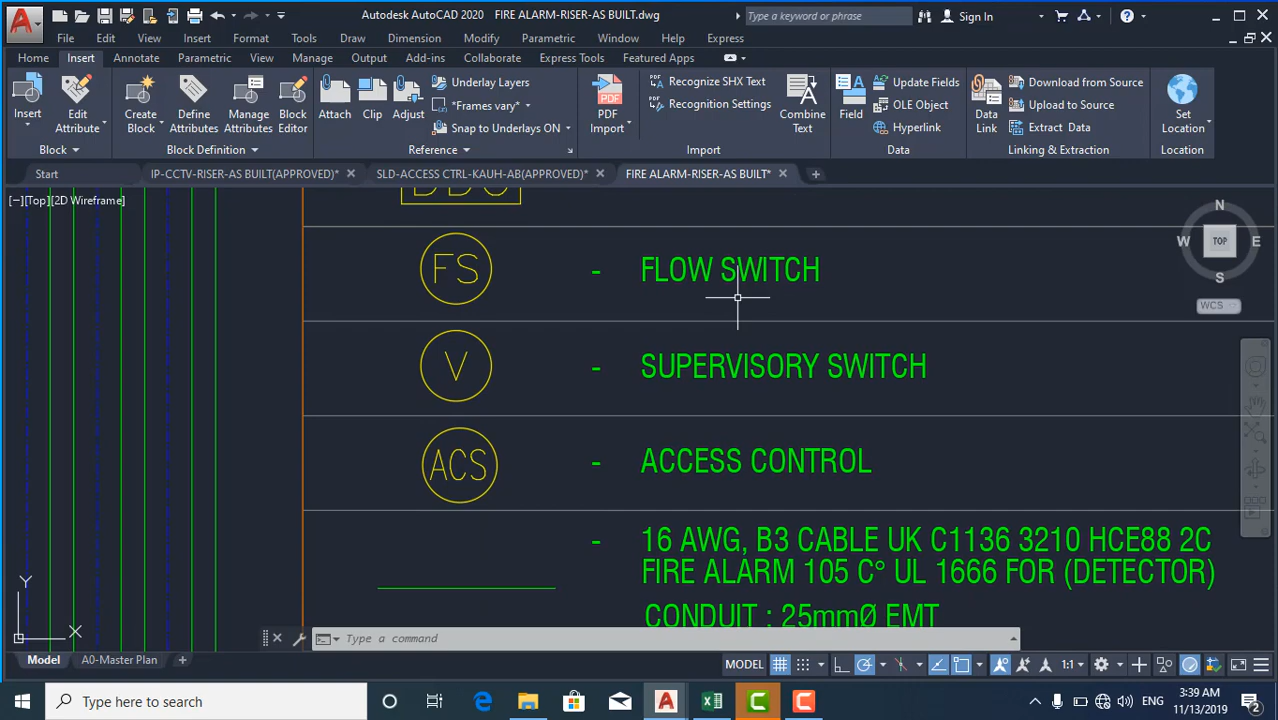 Autodesk AutoCAD 2020 FIRE ALARM-RISER-AS BUILT.dwg
Type a keyword or phrase
Sign In
File Edit View Insert Format Tools Draw Dimension Modify Parametric Window Help Express
Home Insert Annotate Parametric View Manage Output Add-ins Collaborate Express Tools Featured Apps
Insert
Edit
Attribute
Create
Block
Define
Attributes
Manage
Attributes
Block
Editor
Attach
Clip
Adjust
Underlay Layers
*Frames vary*
Snap to Underlays ON
PDF
PDF
Import
Recognize SHX Text
Recognition Settings
Combine
Text
Field
Update Fields
OLE Object
Hyperlink
Data
Link
Download from Source
Upload to Source
Extract Data
Set
Location
Block Block Definition Reference Import Data Linking & Extraction Location
Start IP-CCTV-RISER-AS BUILT(APPROVED)* SLD-ACCESS CTRL-KAUH-AB(APPROVED)* FIRE ALARM-RISER-AS BUILT*
[−][Top][2D Wireframe]
N
W TOP E
S
WCS
FS - FLOW SWITCH
V - SUPERVISORY SWITCH
ACS - ACCESS CONTROL
- 16 AWG, B3 CABLE UK C1136 3210 HCE88 2C
FIRE ALARM 105 C° UL 1666 FOR (DETECTOR)
CONDUIT : 25mmØ EMT
Y
X
Type a command
Model A0-Master Plan
MODEL 1:1
Type here to search
ENG
3:39 AM
11/13/2019
2